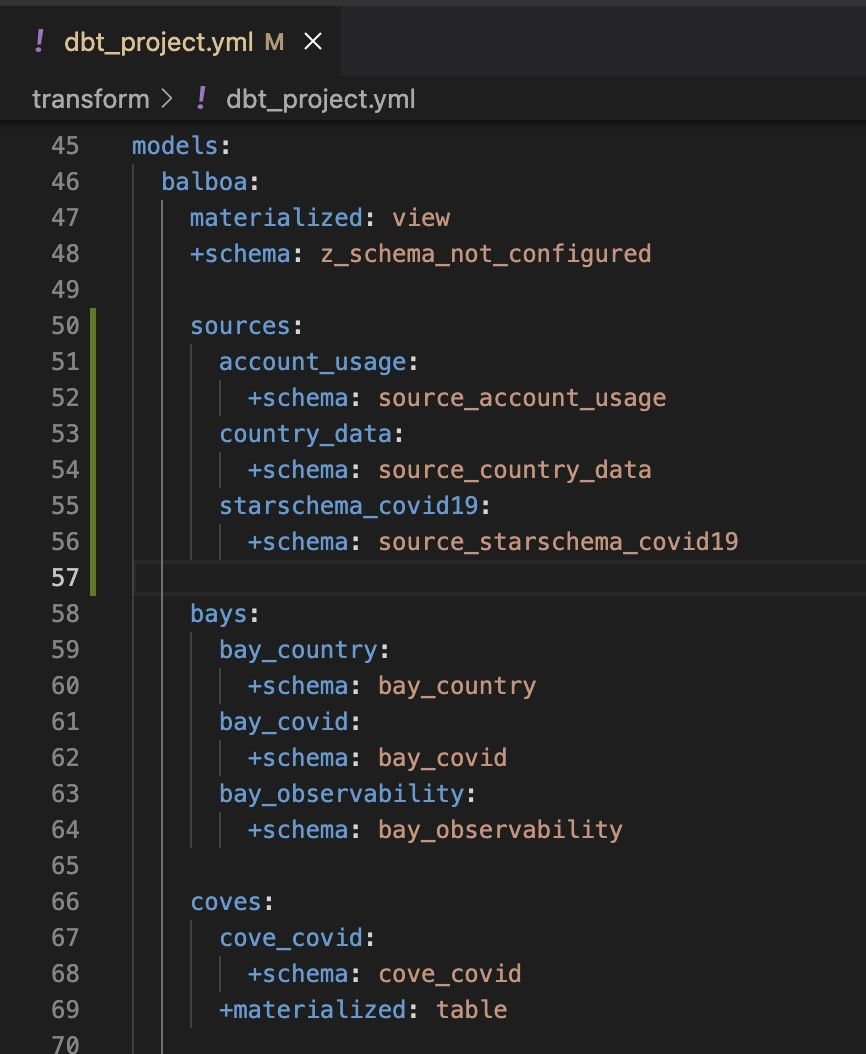 ! dbt_project.yml M ×
transform > ! dbt_project.yml
45 models:
46 balboa:
47 materialized: view
48 +schema: z_schema_not_configured
49
50 sources:
51 account_usage:
52 +schema: source_account_usage
53 country_data:
54 +schema: source_country_data
55 starschema_covid19:
56 +schema: source_starschema_covid19
57
58 bays:
59 bay_country:
60 +schema: bay_country
61 bay_covid:
62 +schema: bay_covid
63 bay_observability:
64 +schema: bay_observability
65
66 coves:
67 cove_covid:
68 +schema: cove_covid
69 +materialized: table
70